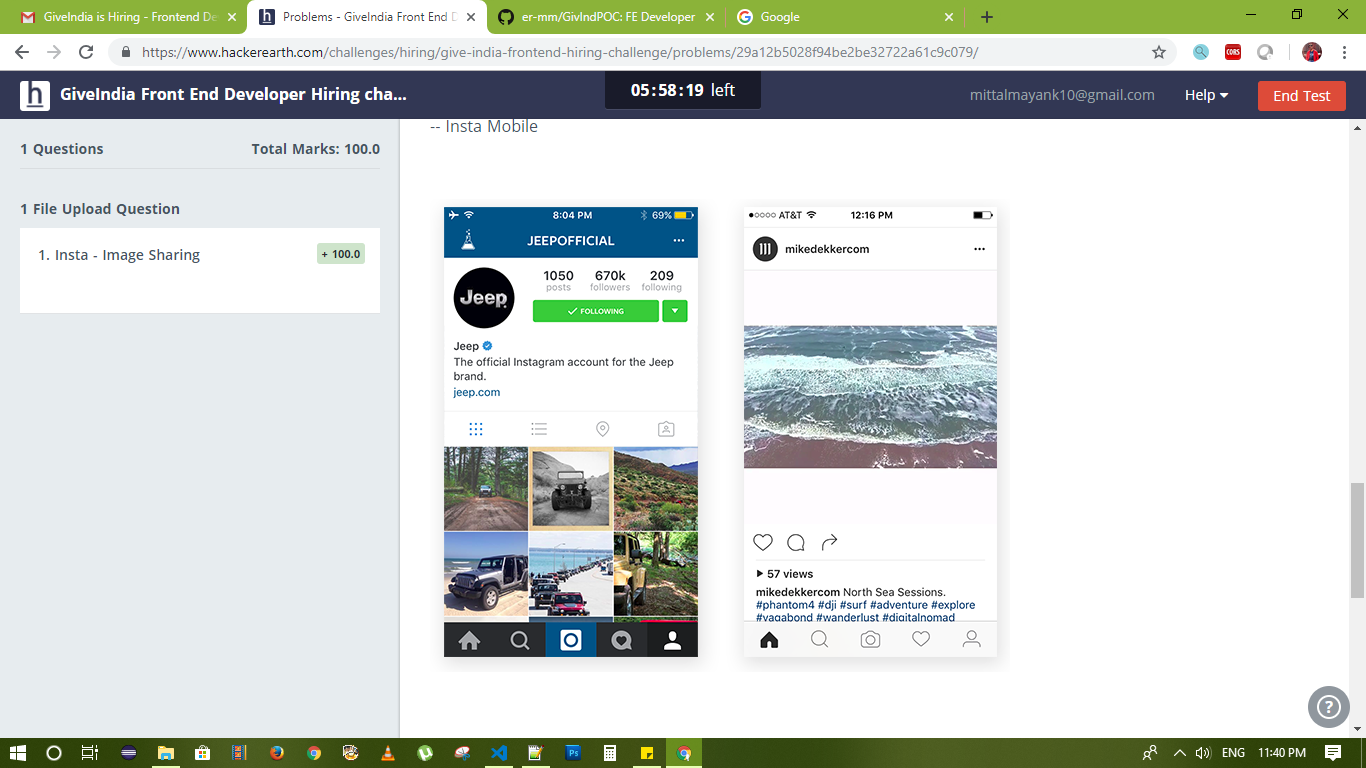 GiveIndia is Hiring - Frontend De
Problems - GiveIndia Front End D
er-mm/GivIndPOC: FE Developer
Google
https://www.hackerearth.com/challenges/hiring/give-india-frontend-hiring-challenge/problems/29a12b5028f94be2be32722a61c9c079/
CORS
h GiveIndia Front End Developer Hiring cha...
05:58:19 left
mittalmayank10@gmail.com
Help
End Test
1 Questions
Total Marks: 100.0
1 File Upload Question
1. Insta - Image Sharing
+ 100.0
-- Insta Mobile
8:04 PM
69%
JEEPOFFICIAL
Jeep
1050
670k
209
posts
followers
following
FOLLOWING
Jeep
The official Instagram account for the Jeep
brand.
jeep.com
AT&T
12:16 PM
mikedekkercom
57 views
mikedekkercom North Sea Sessions.
#phantom4 #dji #surf #adventure #explore
#vagabond #wanderlust #digitalnomad
?
Ps
ENG
11:40 PM